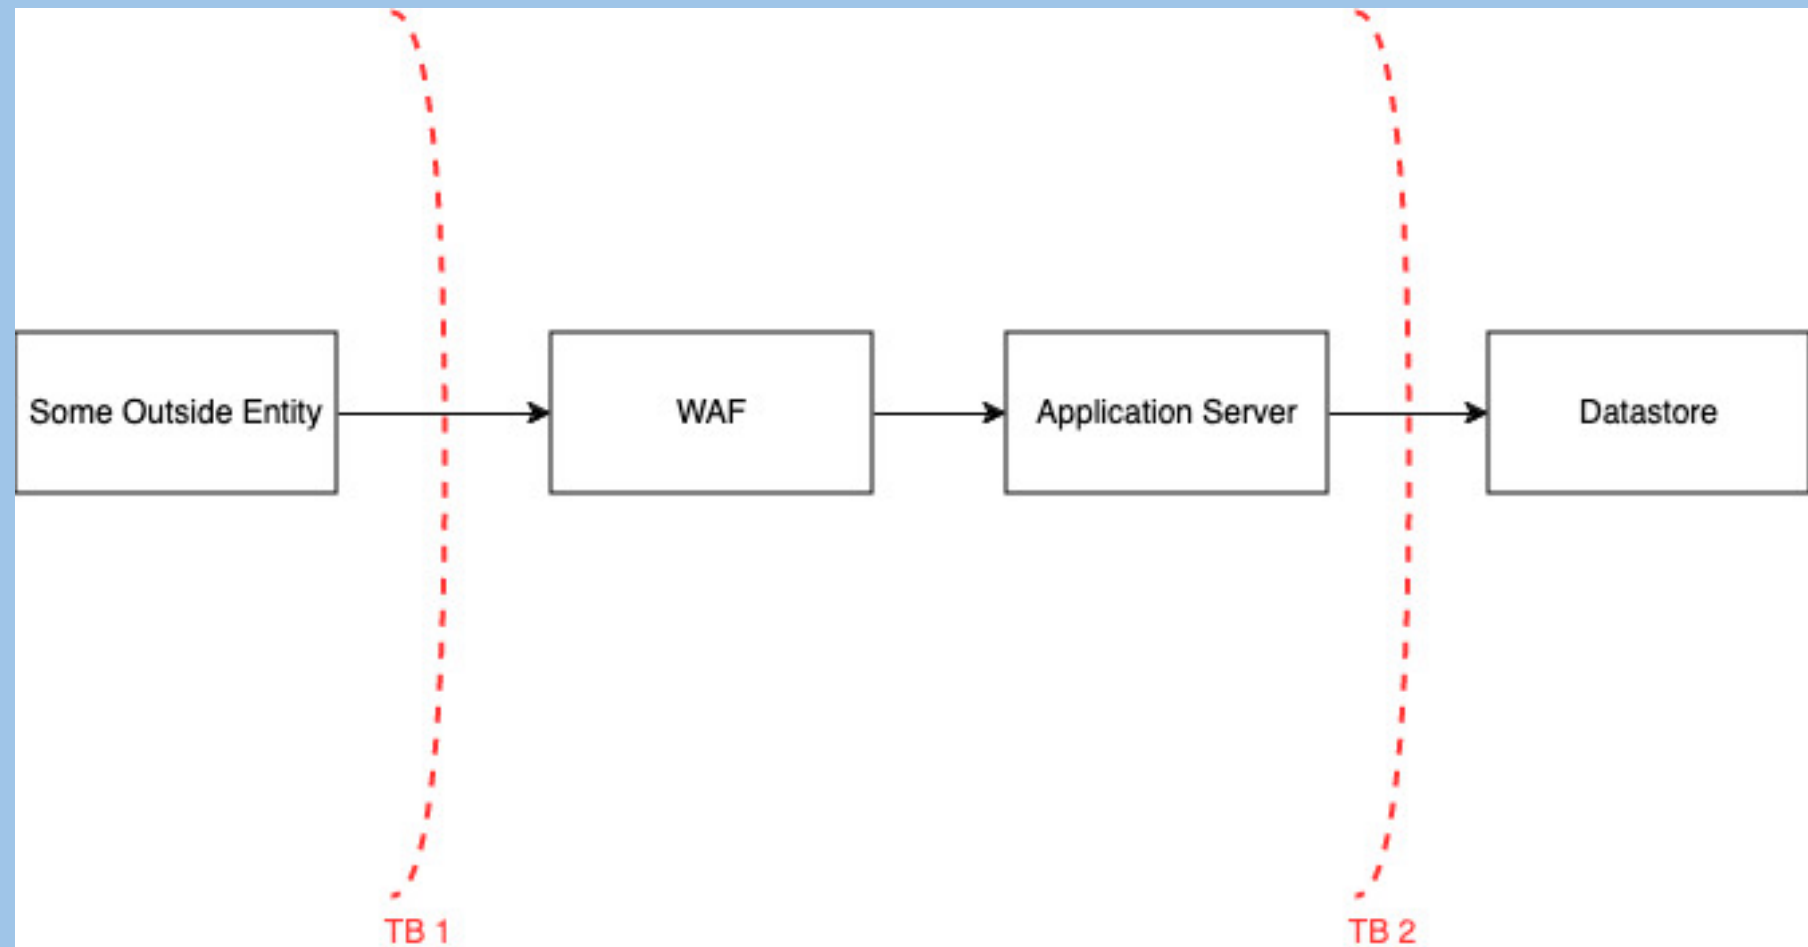 Some Outside Entity
WAF
Application Server
Datastore
TB 1
TB 2